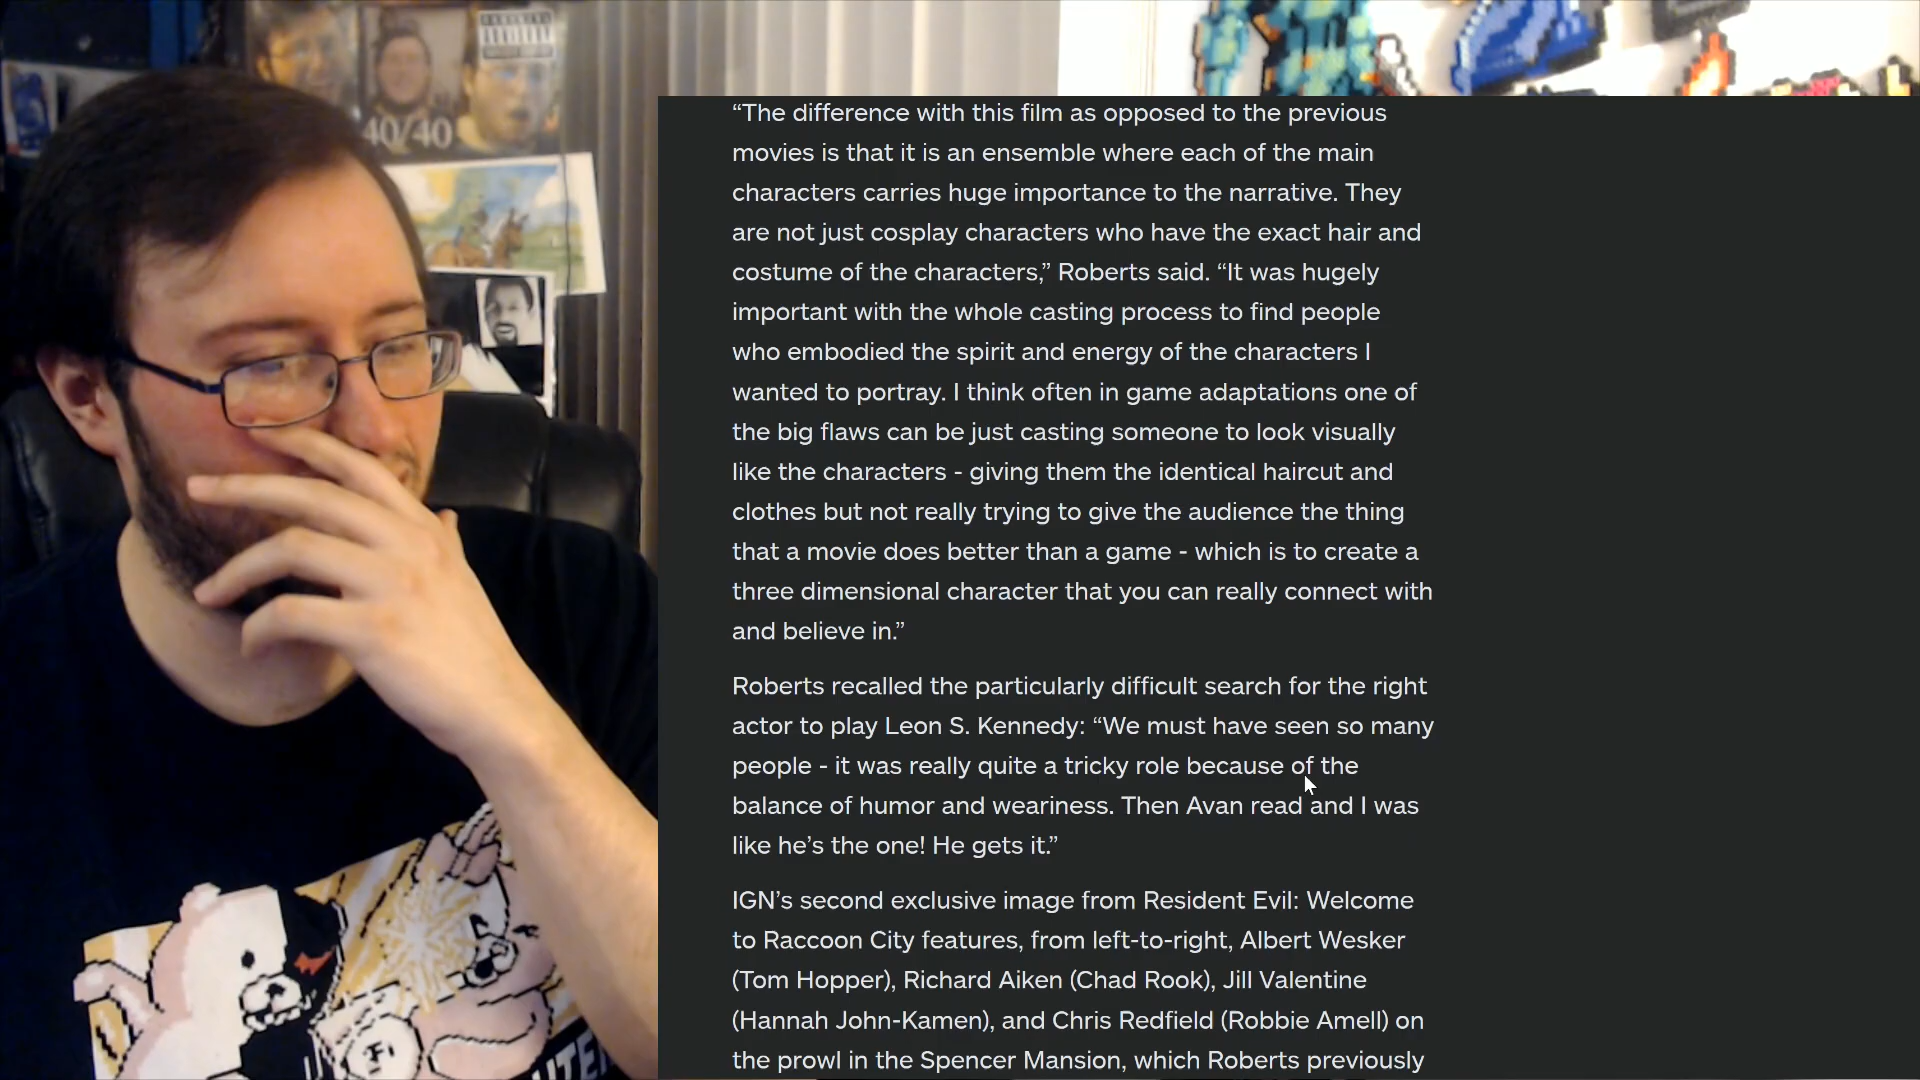 PARENTAL
ADVISORY
40/40
“The difference with this film as opposed to the previous
movies is that it is an ensemble where each of the main
characters carries huge importance to the narrative. They
are not just cosplay characters who have the exact hair and
costume of the characters,” Roberts said. “It was hugely
important with the whole casting process to find people
who embodied the spirit and energy of the characters I
wanted to portray. I think often in game adaptations one of
the big flaws can be just casting someone to look visually
like the characters - giving them the identical haircut and
clothes but not really trying to give the audience the thing
that a movie does better than a game - which is to create a
three dimensional character that you can really connect with
and believe in.”
Roberts recalled the particularly difficult search for the right
actor to play Leon S. Kennedy: “We must have seen so many
people - it was really quite a tricky role because of the
balance of humor and weariness. Then Avan read and I was
like he’s the one! He gets it.”
IGN’s second exclusive image from Resident Evil: Welcome
to Raccoon City features, from left-to-right, Albert Wesker
(Tom Hopper), Richard Aiken (Chad Rook), Jill Valentine
(Hannah John-Kamen), and Chris Redfield (Robbie Amell) on
the prowl in the Spencer Mansion, which Roberts previously